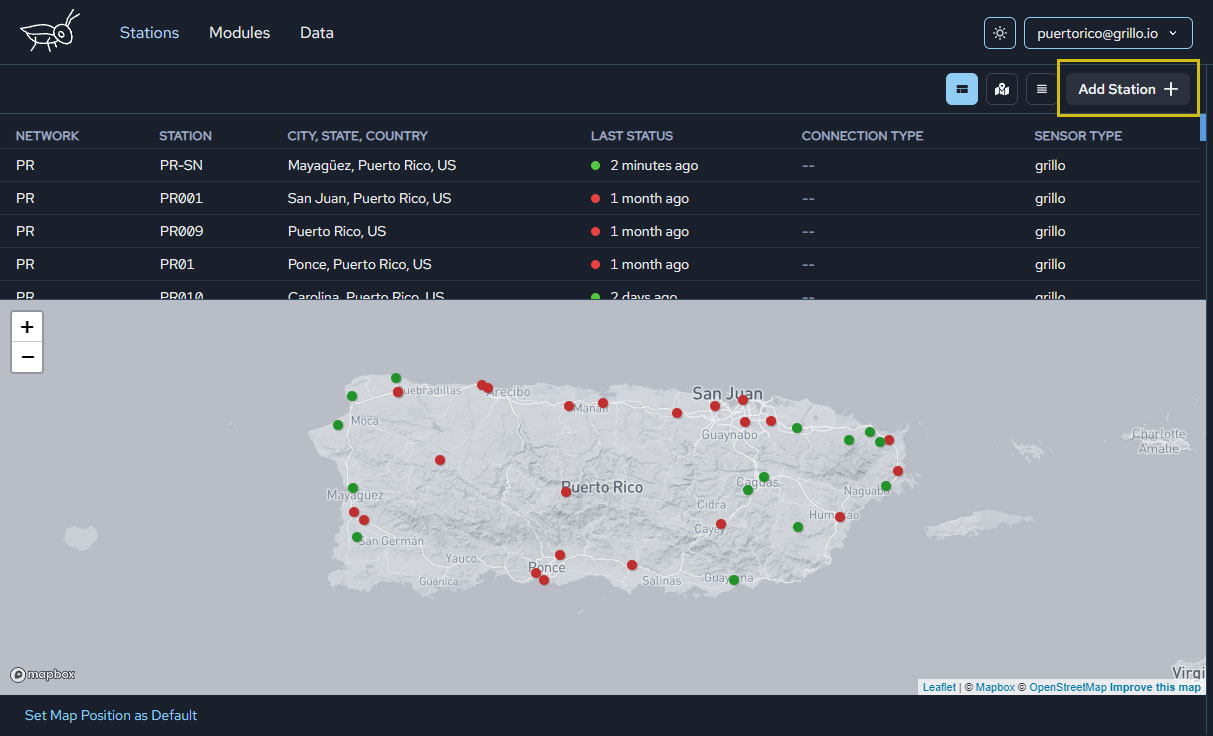 Stations Modules Data puertorico@grillo.io
Add Station +
NETWORK STATION CITY, STATE, COUNTRY LAST STATUS CONNECTION TYPE SENSOR TYPE
PR PR-SN Mayagüez, Puerto Rico, US 2 minutes ago -- grillo
PR PR001 San Juan, Puerto Rico, US 1 month ago -- grillo
PR PR009 Puerto Rico, US 1 month ago -- grillo
PR PR01 Ponce, Puerto Rico, US 1 month ago -- grillo
PR PR010 Carolina, Puerto Rico, US 2 days ago -- grillo
+
−
uebradillas Arecibo San Juan
Manatí
Moca
Guaynabo
Charlotte
Amalie
Caguas
Puerto Rico
Mayagüez Naguabo
Cidra
Cayey Humacao
San Germán
Yauco
Ponce
Guánica Salinas Guayama
mapbox
Virgi
Leaflet | © Mapbox © OpenStreetMap Improve this map
Set Map Position as Default